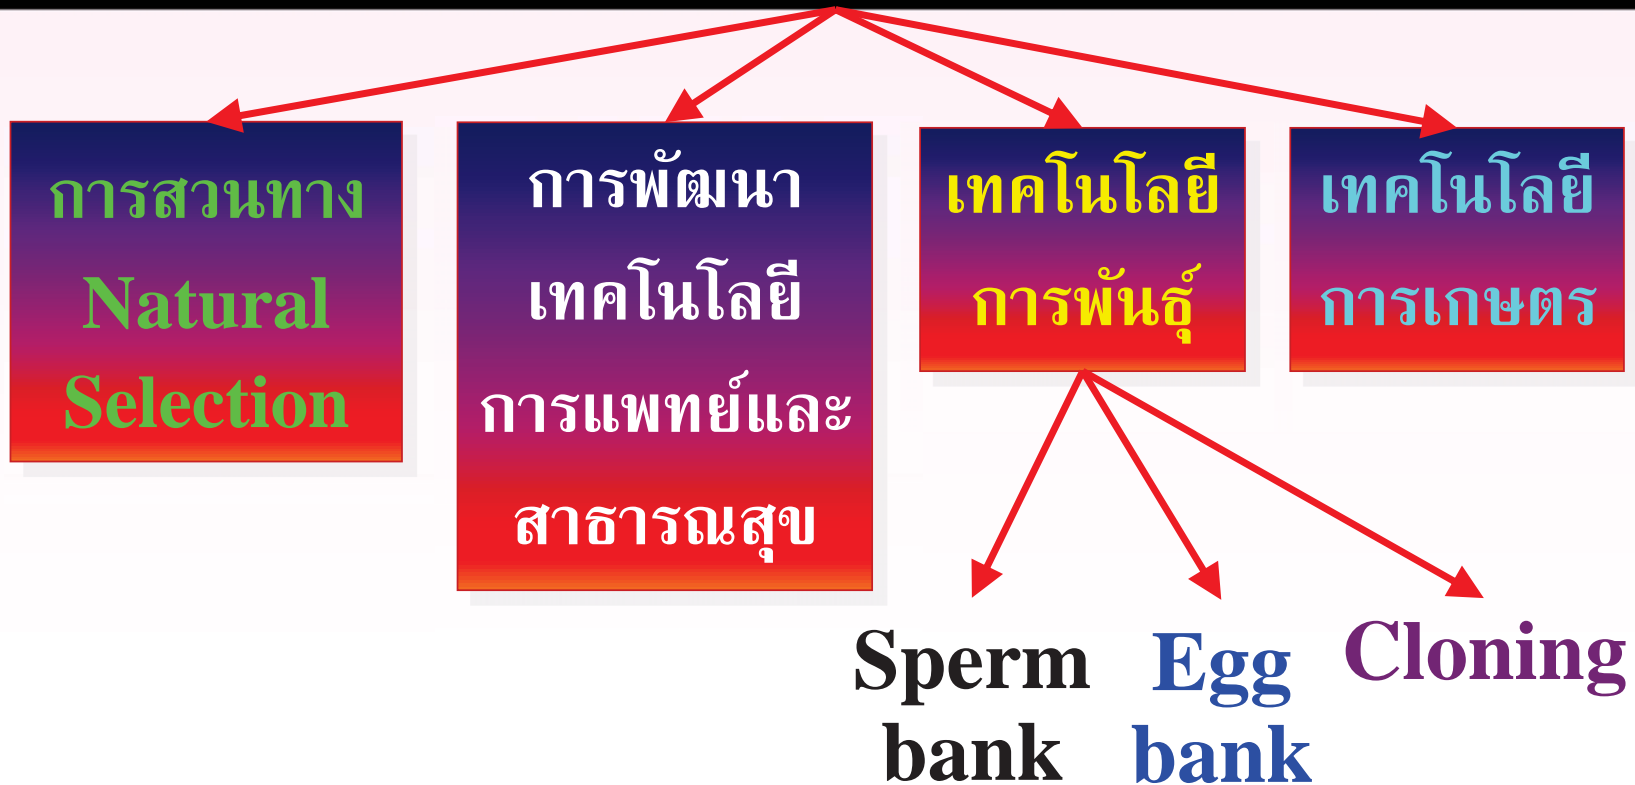 การสวนทาง
Natural
Selection
การพัฒนา
เทคโนโลยี
การแพทย์และ
สาธารณสุข
เทคโนโลยี
การพันธุ์
เทคโนโลยี
การเกษตร
Sperm
bank
Egg
bank
Cloning